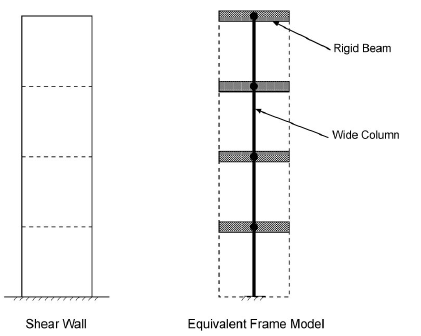 Rigid Beam
Wide Column
Shear Wall
Equivalent Frame Model